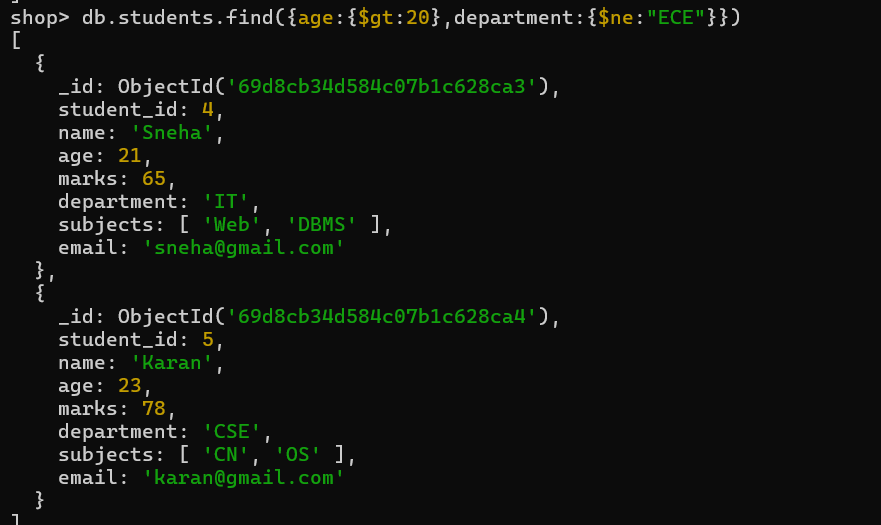 ]
shop> db.students.find({age:{$gt:20},department:{$ne:"ECE"}})
[
  {
    _id: ObjectId('69d8cb34d584c07b1c628ca3'),
    student_id: 4,
    name: 'Sneha',
    age: 21,
    marks: 65,
    department: 'IT',
    subjects: [ 'Web', 'DBMS' ],
    email: 'sneha@gmail.com'
  },
  {
    _id: ObjectId('69d8cb34d584c07b1c628ca4'),
    student_id: 5,
    name: 'Karan',
    age: 23,
    marks: 78,
    department: 'CSE',
    subjects: [ 'CN', 'OS' ],
    email: 'karan@gmail.com'
  }
]